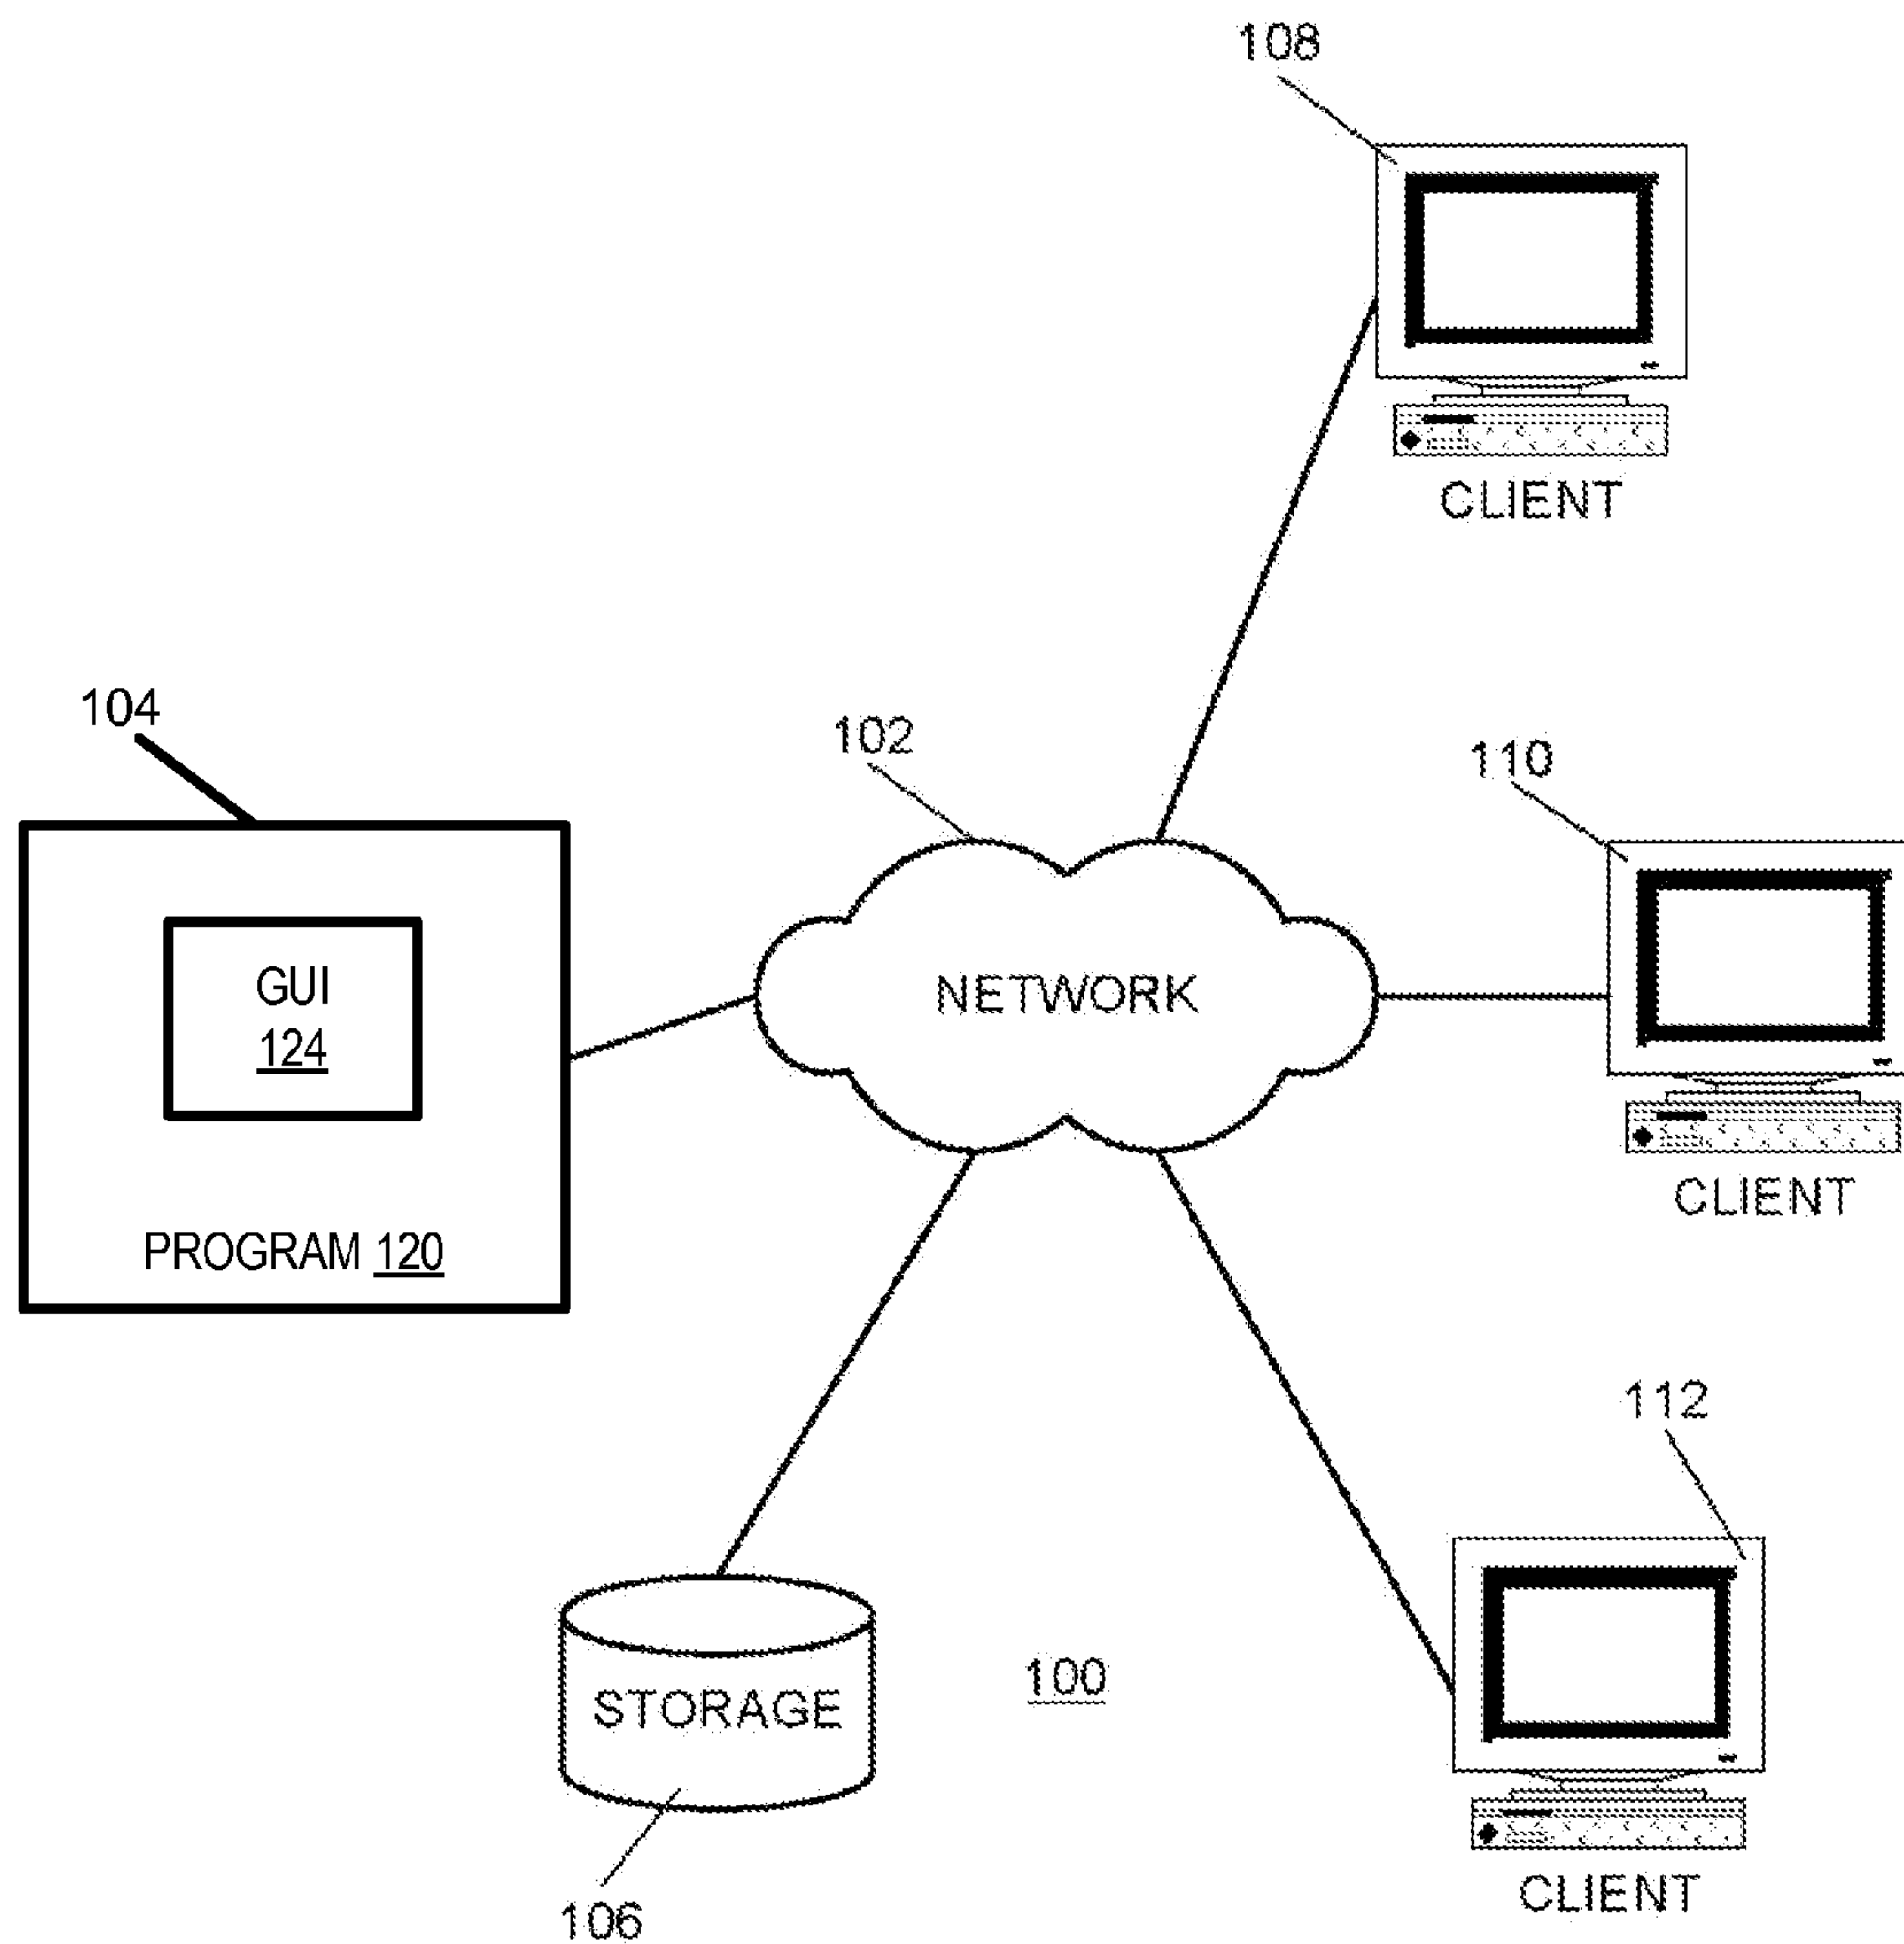 108
CLIENT
104
102
110
GUI
124
NETWORK
PROGRAM 120
CLIENT
112
STORAGE
100
106
CLIENT